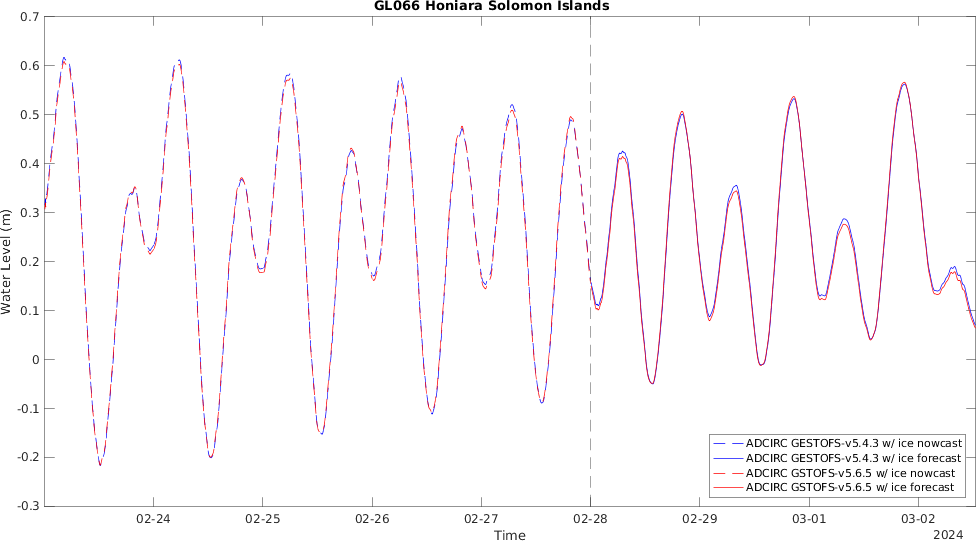 GL066 Honiara Solomon Islands
0.7
0.6
0.5
0.4
0.3
0.2
0.1
0
-0.1
-0.2
-0.3
Water Level (m)
ADCIRC GESTOFS-v5.4.3 w/ ice nowcast
ADCIRC GESTOFS-v5.4.3 w/ ice forecast
ADCIRC GSTOFS-v5.6.5 w/ ice nowcast
ADCIRC GSTOFS-v5.6.5 w/ ice forecast
02-24 02-25 02-26 02-27 02-28 02-29 03-01 03-02
Time
2024